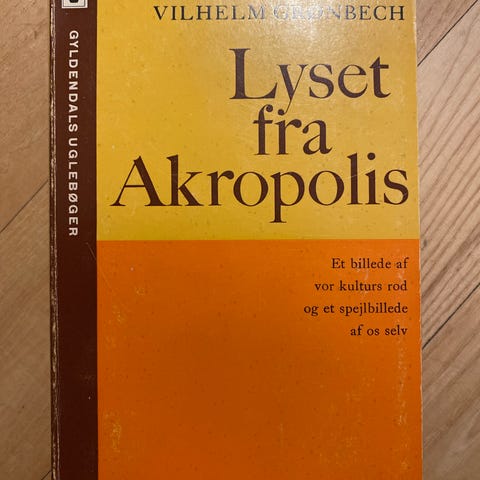 VILHELM GRØNBECH
Lyset
fra
Akropolis
Et billede af
vor kulturs rod
og et spejlbillede
af os selv
GYLDENDALS UGLEBØGER